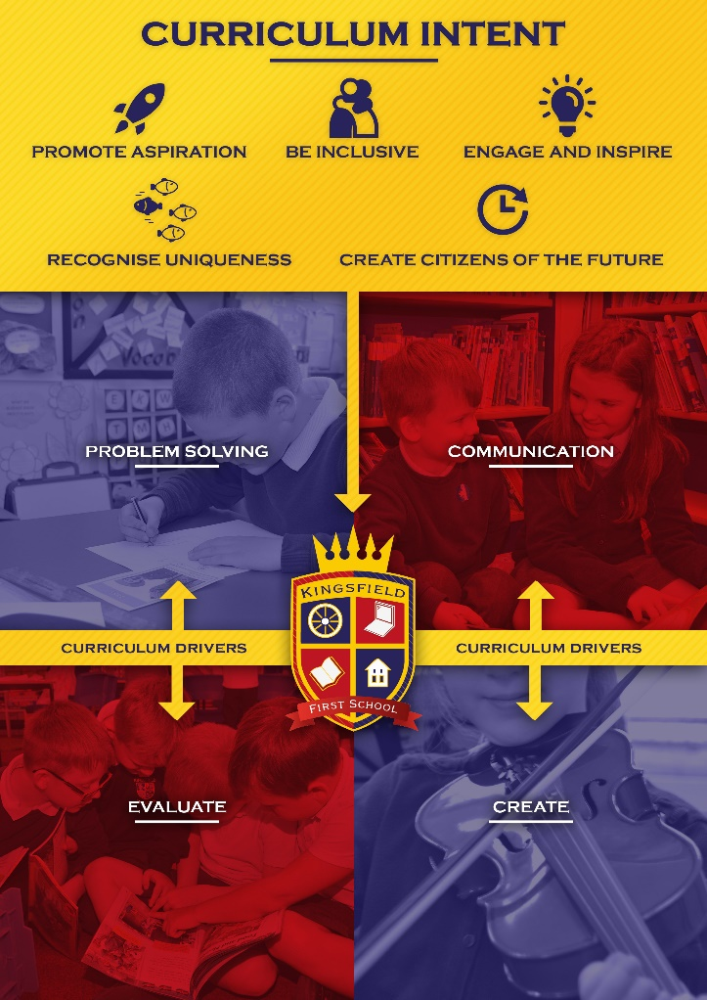 CURRICULUM INTENT
PROMOTE ASPIRATION
BE INCLUSIVE
ENGAGE AND INSPIRE
RECOGNISE UNIQUENESS
CREATE CITIZENS OF THE FUTURE
PROBLEM SOLVING
COMMUNICATION
KINGSFIELD
FIRST SCHOOL
CURRICULUM DRIVERS
CURRICULUM DRIVERS
EVALUATE
CREATE